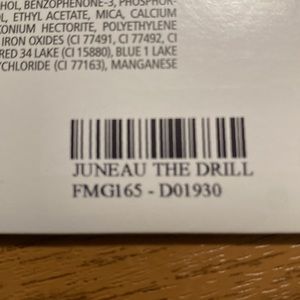 HOL, BENZOPHENONE-3, PHOSPHOR-
OL, ETHYL ACETATE, MICA, CALCIUM
ONIUM HECTORITE, POLYETHYLENE
IRON OXIDES (CI 77491, CI 77492, CI
RED 34 LAKE (CI 15880), BLUE 1 LAKE
YCHLORIDE (CI 77163), MANGANESE
JUNEAU THE DRILL
FMG165 - D01930